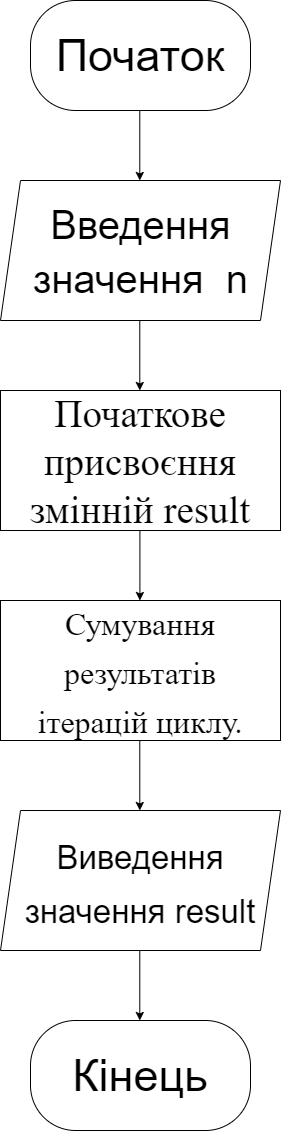 Початок
Введення
значення n
Початкове
присвоєння
змінній result
Сумування
результатів
ітерацій циклу.
Виведення
значення result
Кінець